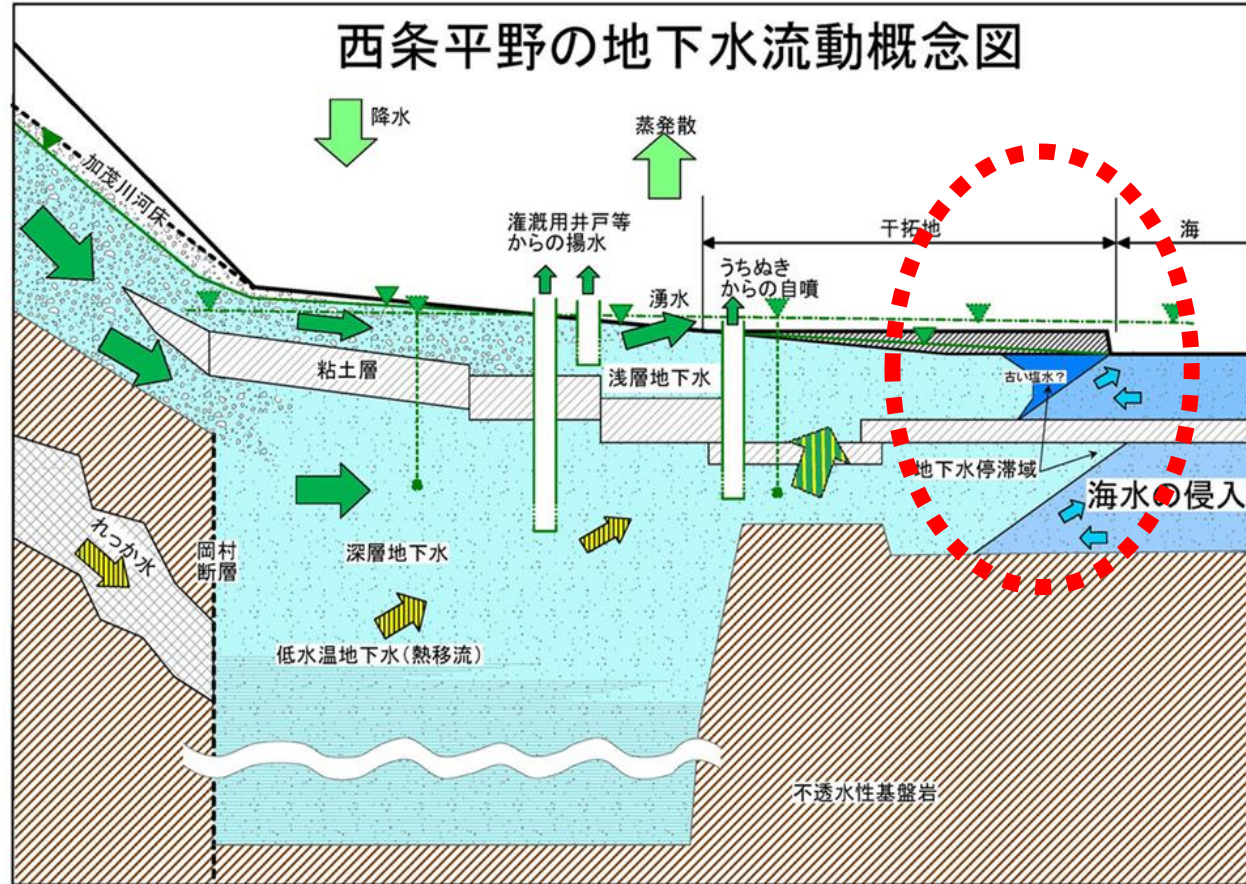 西条平野の地下水流動概念図
降水
蒸発散
加茂川河床
灌漑用井戸等
からの揚水
干拓地
海
うちぬき
からの自噴
湧水
粘土層
浅層地下水
古い塩水？
地下水停滞域
海水の侵入
れっか水
岡村
断層
深層地下水
低水温地下水(熱移流)
不透水性基盤岩